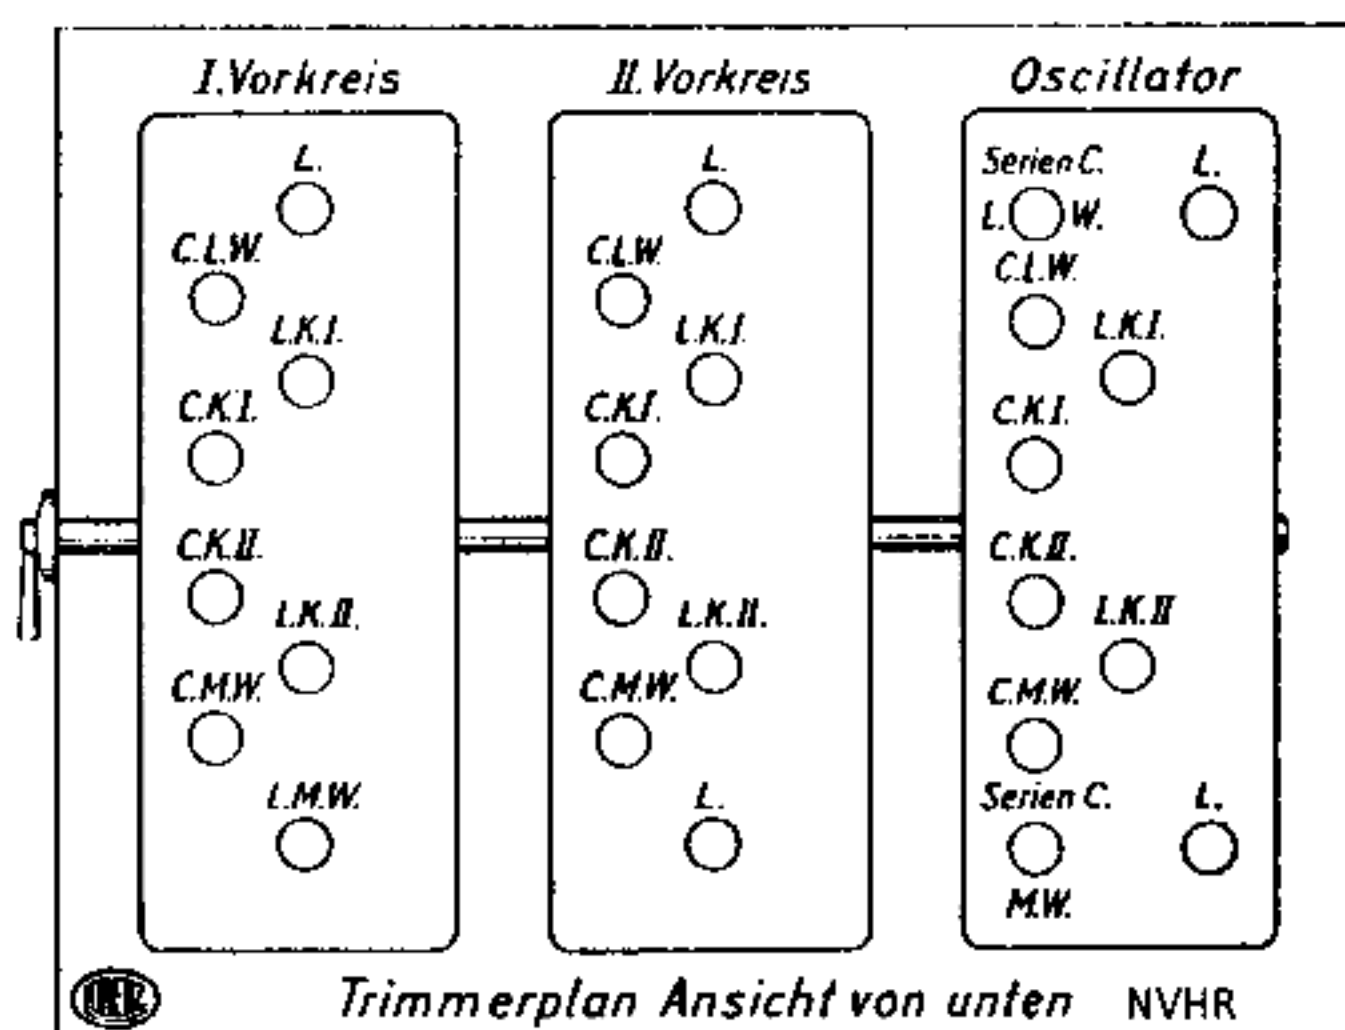 I. Vorkreis
L.
C.L.W.
L.K.I.
C.K.I.
C.K.II.
L.K.II.
C.M.W.
L.M.W.
II. Vorkreis
L.
C.L.W.
L.K.I.
C.K.I.
C.K.II.
L.K.II.
C.M.W.
L.
Oscillator
Serien C.
L.
L. W.
C.L.W.
L.K.I.
C.K.I.
C.K.II.
L.K.II
C.M.W.
Serien C.
L.
M.W.
Trimmerplan Ansicht von unten NVHR